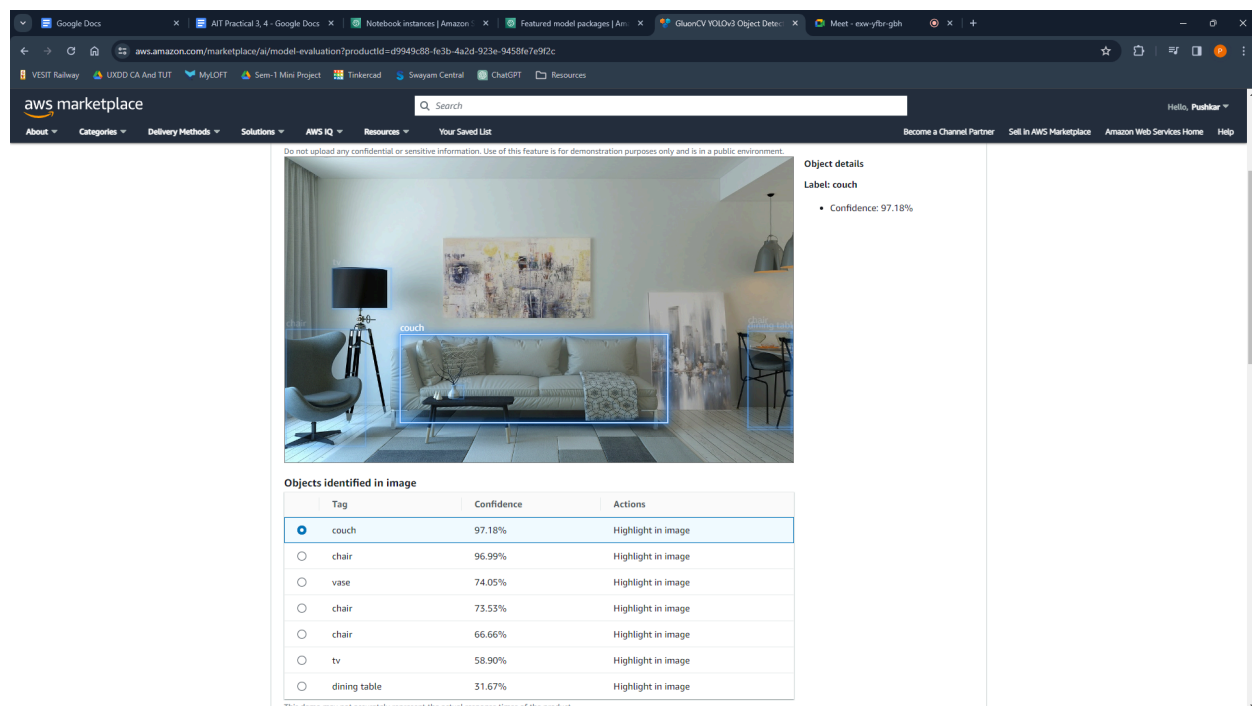 Google Docs
AIT Practical 3, 4 - Google Docs
Notebook instances | Amazon S
Featured model packages | Am
GluonCV YOLOv3 Object Detec
Meet - exw-yfbr-gbh
aws.amazon.com/marketplace/ai/model-evaluation?productId=d9949c88-fe3b-4a2d-923e-9458fe7e9f2c
VESIT Railway UXDD CA And TUT MyLOFT Sem-1 Mini Project Tinkercad Swayam Central ChatGPT Resources
aws marketplace
Search
Hello, Pushkar
About Categories Delivery Methods Solutions AWS IQ Resources Your Saved List Become a Channel Partner Sell in AWS Marketplace Amazon Web Services Home Help
Do not upload any confidential or sensitive information. Use of this feature is for demonstration purposes only and is in a public environment.
Object details
Label: couch
• Confidence: 97.18%
chair
couch
chair
dining table
Objects identified in image
Tag Confidence Actions
couch 97.18% Highlight in image
chair 96.99% Highlight in image
vase 74.05% Highlight in image
chair 73.53% Highlight in image
chair 66.66% Highlight in image
tv 58.90% Highlight in image
dining table 31.67% Highlight in image